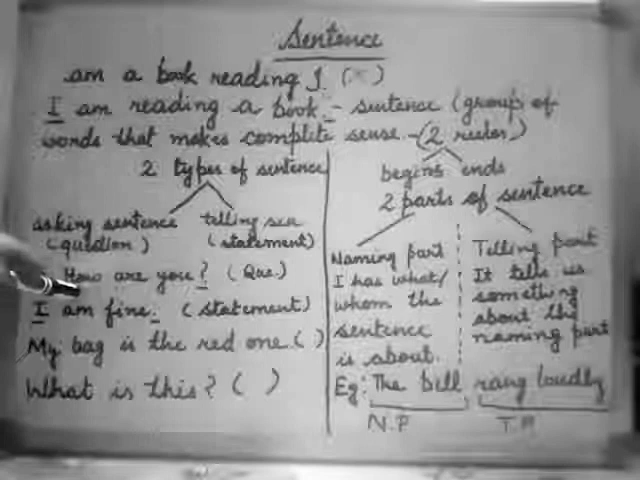 Sentence
am a book reading I. (×)
I am reading a book. - sentence (group of
words that makes complete sense - (2 rules)
begins ends
2 types of sentence
asking sentence telling sen
(question) (statement)
How are you? (Que.)
I am fine. (statement)
My bag is the red one ( )
What is this? ( )
2 parts of sentence
Naming part
I has what/
whom the
sentence
is about.
Telling part
It tells us
something
about the
naming part
Eg: The bell rang loudly
N.P T.P